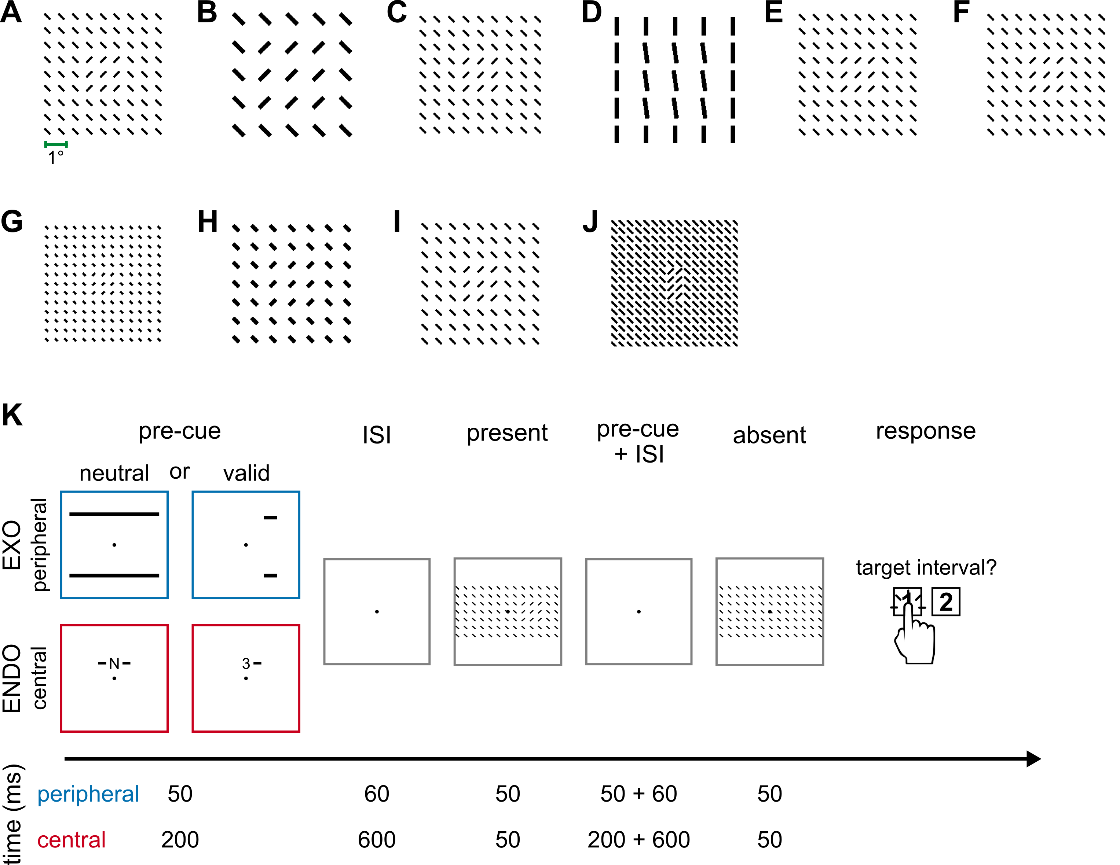 A B C D E F
1°
G H I J
K
pre-cue ISI present pre-cue + ISI absent response
neutral or valid
EXO peripheral
target interval?
1 2
ENDO central
-N- 3-
time (ms)
peripheral 50 60 50 50 + 60 50
central 200 600 50 200 + 600 50